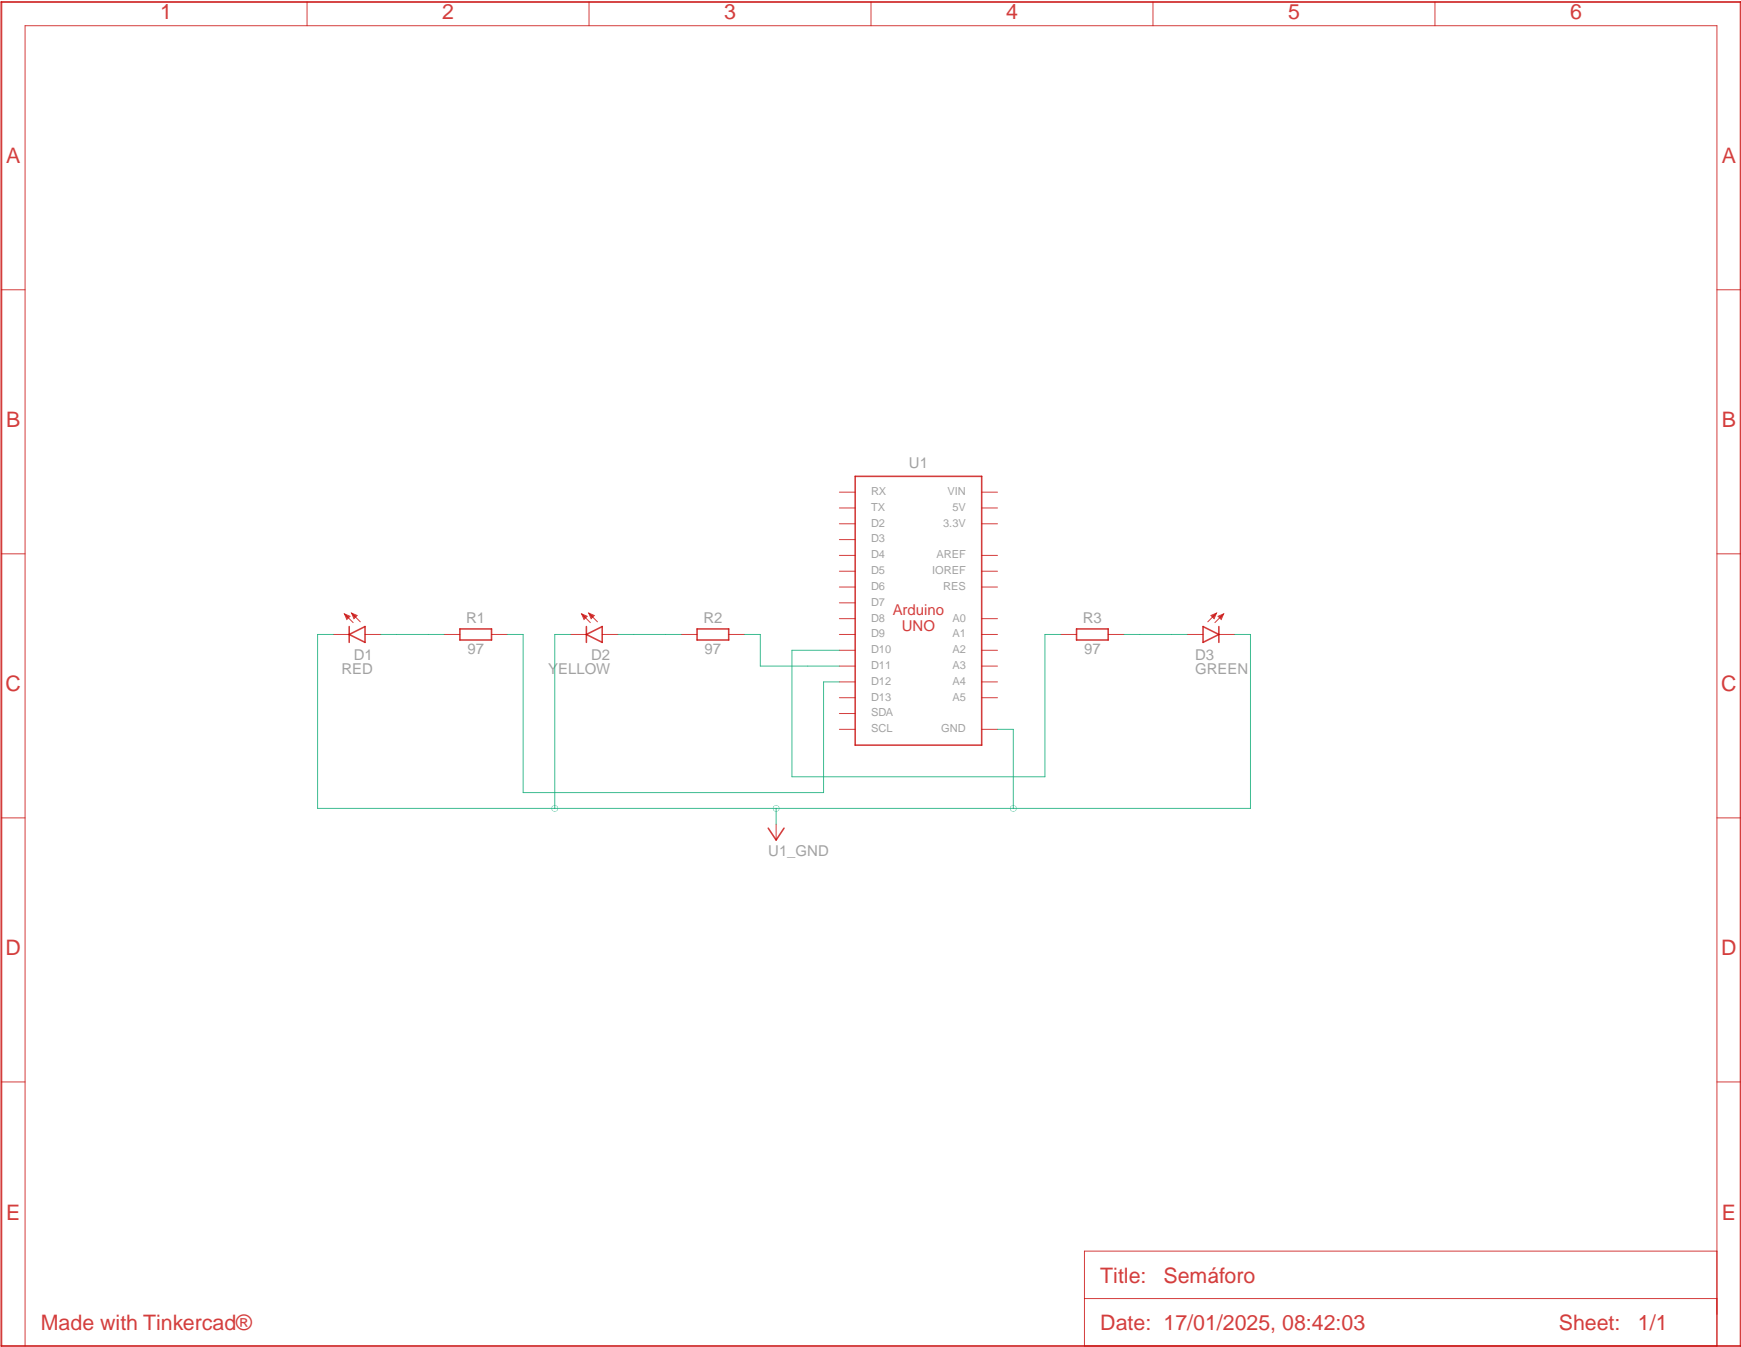 1 2 3 4 5 6
A A
B B
U1
RX VIN
TX 5V
D2 3.3V
D3
D4 AREF
D5 IOREF
D6 RES
D7
Arduino
D8 A0
UNO
D9 A1
D10 A2
D11 A3
D12 A4
D13 A5
SDA
SCL GND
R1
97
D1
RED
R2
97
D2
YELLOW
R3
97
D3
GREEN
C C
U1_GND
D D
E E
Title: Semáforo
Date: 17/01/2025, 08:42:03 Sheet: 1/1
Made with Tinkercad®